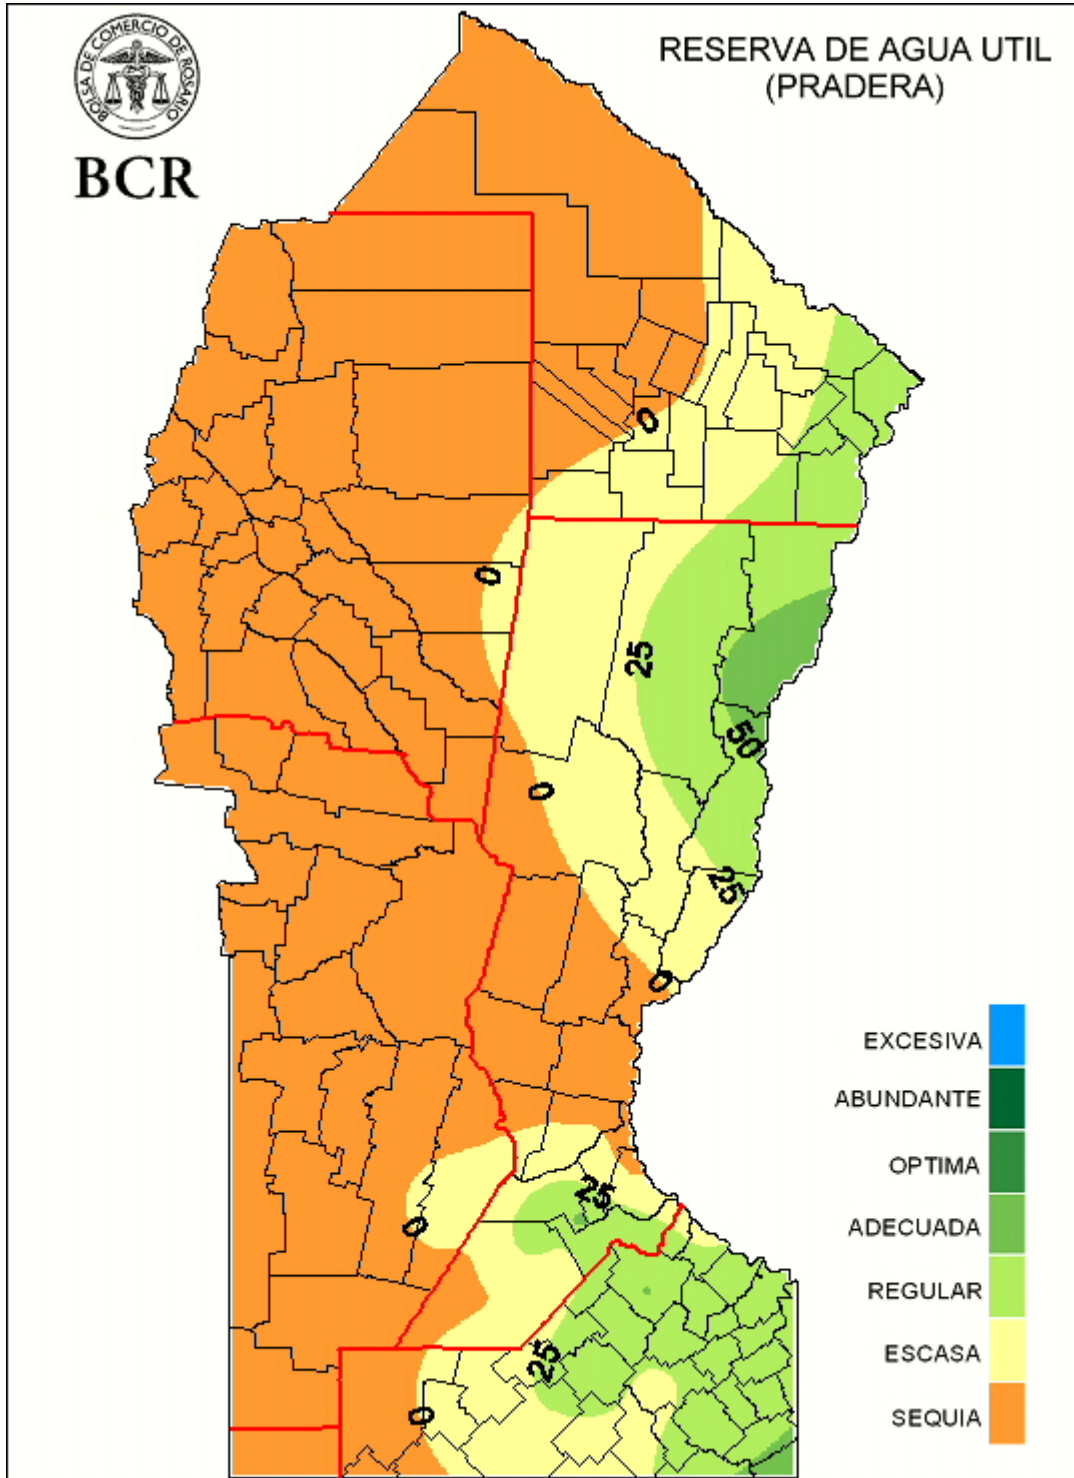 BOLSA DE COMERCIO DE ROSARIO
BCR
RESERVA DE AGUA UTIL
(PRADERA)
0
0
25
50
0
25
0
25
0
25
0
EXCESIVA
ABUNDANTE
OPTIMA
ADECUADA
REGULAR
ESCASA
SEQUIA